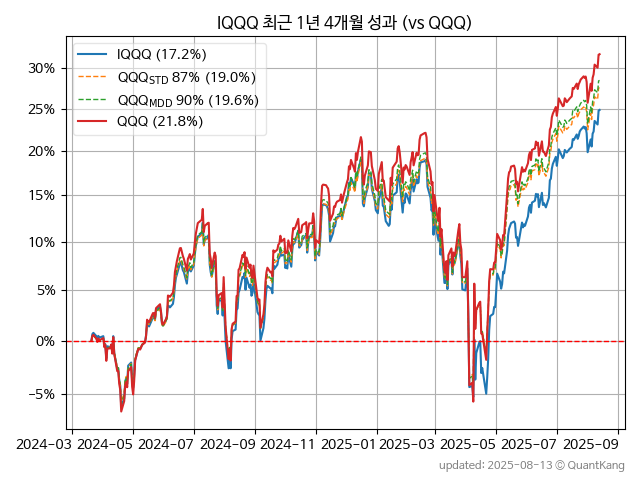 IQQQ 최근 1년 4개월 성과 (vs QQQ)
IQQQ (17.2%)
QQQSTD 87% (19.0%)
QQQMDD 90% (19.6%)
QQQ (21.8%)
30%
25%
20%
15%
10%
5%
0%
−5%
2024-03 2024-05 2024-07 2024-09 2024-11 2025-01 2025-03 2025-05 2025-07 2025-09
updated: 2025-08-13 © QuantKang